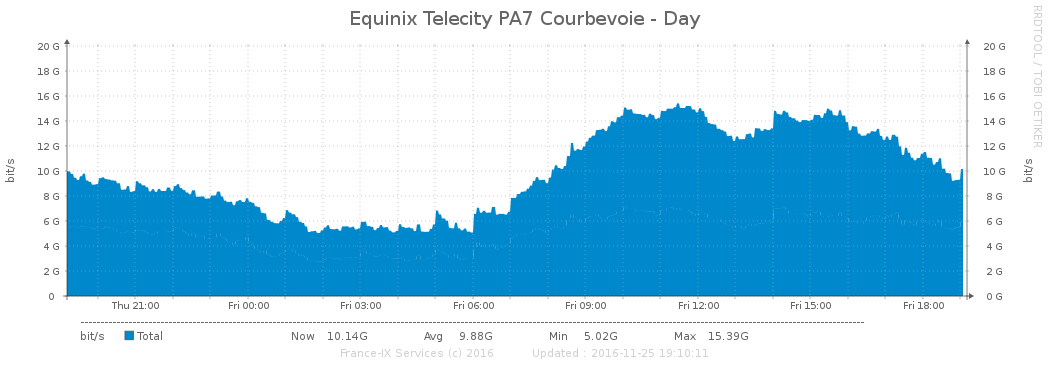 Equinix Telecity PA7 Courbevoie - Day
RRDTOOL / TOBI OETIKER
bit/s
20 G 20 G
18 G 18 G
16 G 16 G
14 G 14 G
12 G 12 G
10 G 10 G
8 G 8 G
6 G 6 G
4 G 4 G
2 G 2 G
0 0 G
bit/s
Thu 21:00 Fri 00:00 Fri 03:00 Fri 06:00 Fri 09:00 Fri 12:00 Fri 15:00 Fri 18:00
bit/s Total Now 10.14G Avg 9.88G Min 5.02G Max 15.39G
France-IX Services (c) 2016 Updated : 2016-11-25 19:10:11